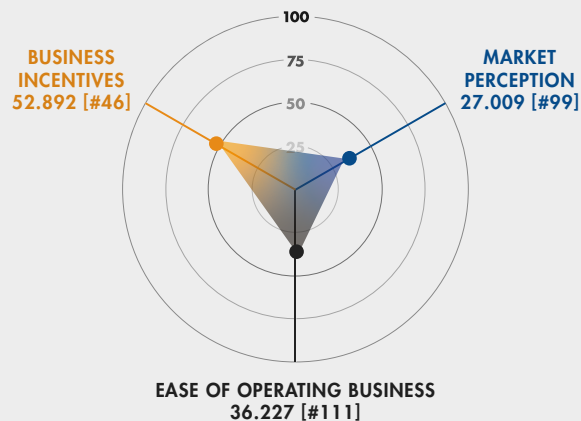 100
75
50
25
BUSINESS
INCENTIVES
52.892 [#46]
MARKET
PERCEPTION
27.009 [#99]
EASE OF OPERATING BUSINESS
36.227 [#111]